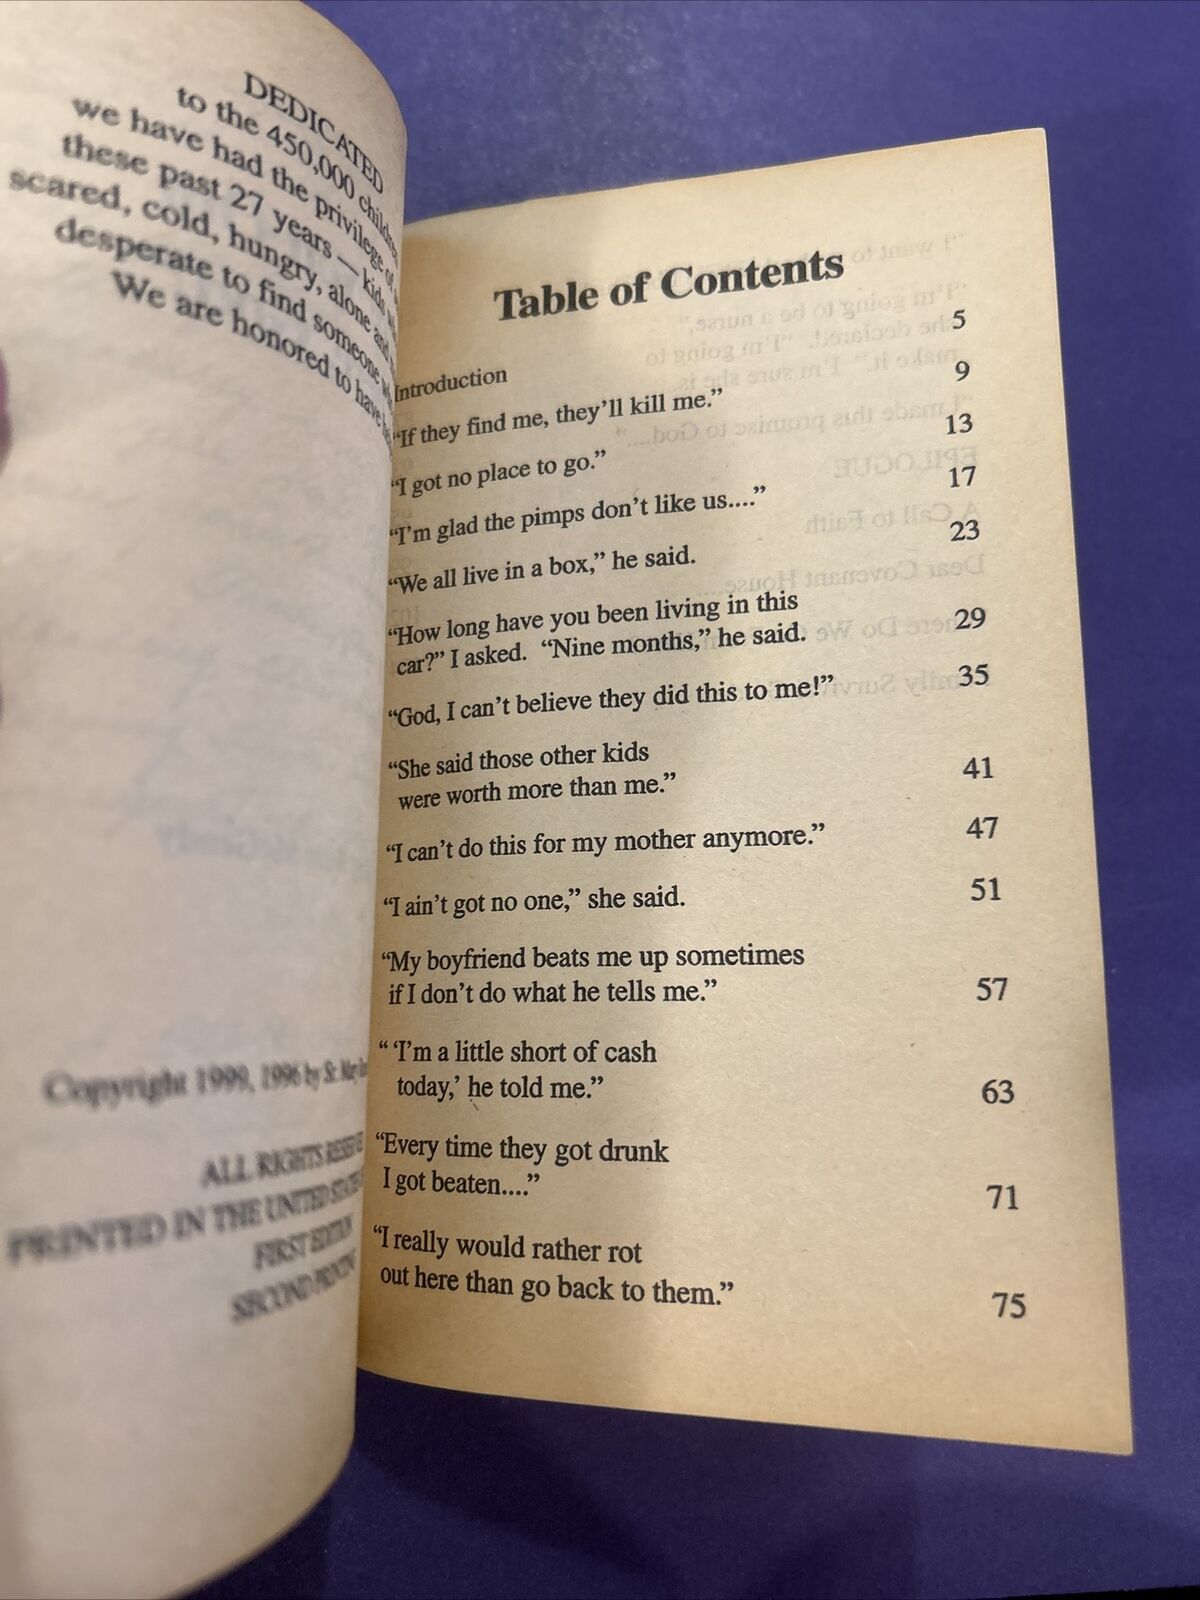 DEDICATED
to the 450,000 children
we have had the privilege of
these past 27 years — kids
scared, cold, hungry, alone and
desperate to find someone
We are honored to have
Copyright 1999, 1996 by
ALL RIGHTS
PRINTED IN THE UNITED
FIRST EDITION
SECOND
Table of Contents
Introduction 5
“If they find me, they’ll kill me.” 9
“I got no place to go.” 13
“I’m glad the pimps don’t like us....” 17
“We all live in a box,” he said. 23
“How long have you been living in this
car?” I asked. “Nine months,” he said. 29
“God, I can’t believe they did this to me!” 35
“She said those other kids
were worth more than me.” 41
“I can’t do this for my mother anymore.” 47
“I ain’t got no one,” she said. 51
“My boyfriend beats me up sometimes
if I don’t do what he tells me.” 57
“ ‘I’m a little short of cash
today,’ he told me.” 63
“Every time they got drunk
I got beaten....” 71
“I really would rather rot
out here than go back to them.” 75